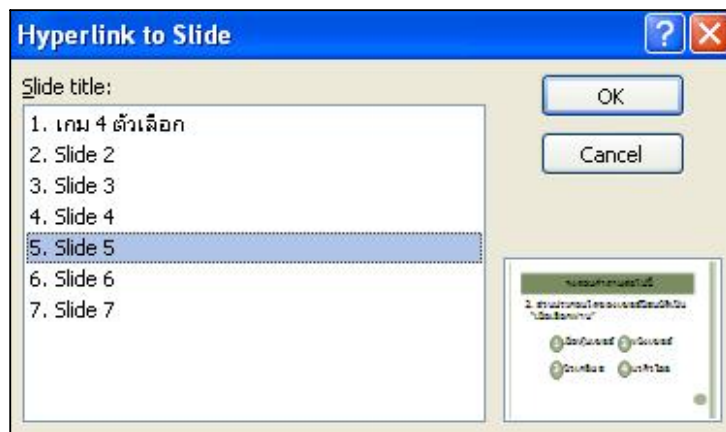 Hyperlink to Slide
Slide title:
1. เกม 4 ตัวเลือก
2. Slide 2
3. Slide 3
4. Slide 4
5. Slide 5
6. Slide 6
7. Slide 7
OK
Cancel